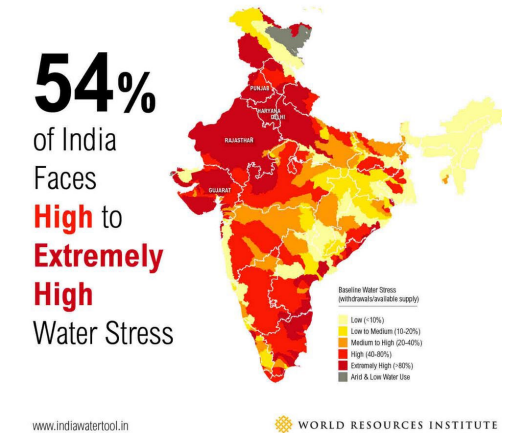 54%
of India
Faces
High to
Extremely
High
Water Stress
PUNJAB
HARYANA
DELHI
RAJASTHAN
GUJARAT
Baseline Water Stress
(withdrawals/available supply)
Low (<10%)
Low to Medium (10-20%)
Medium to High (20-40%)
High (40-80%)
Extremely High (>80%)
Arid & Low Water Use
www.indiawatertool.in
WORLD RESOURCES INSTITUTE